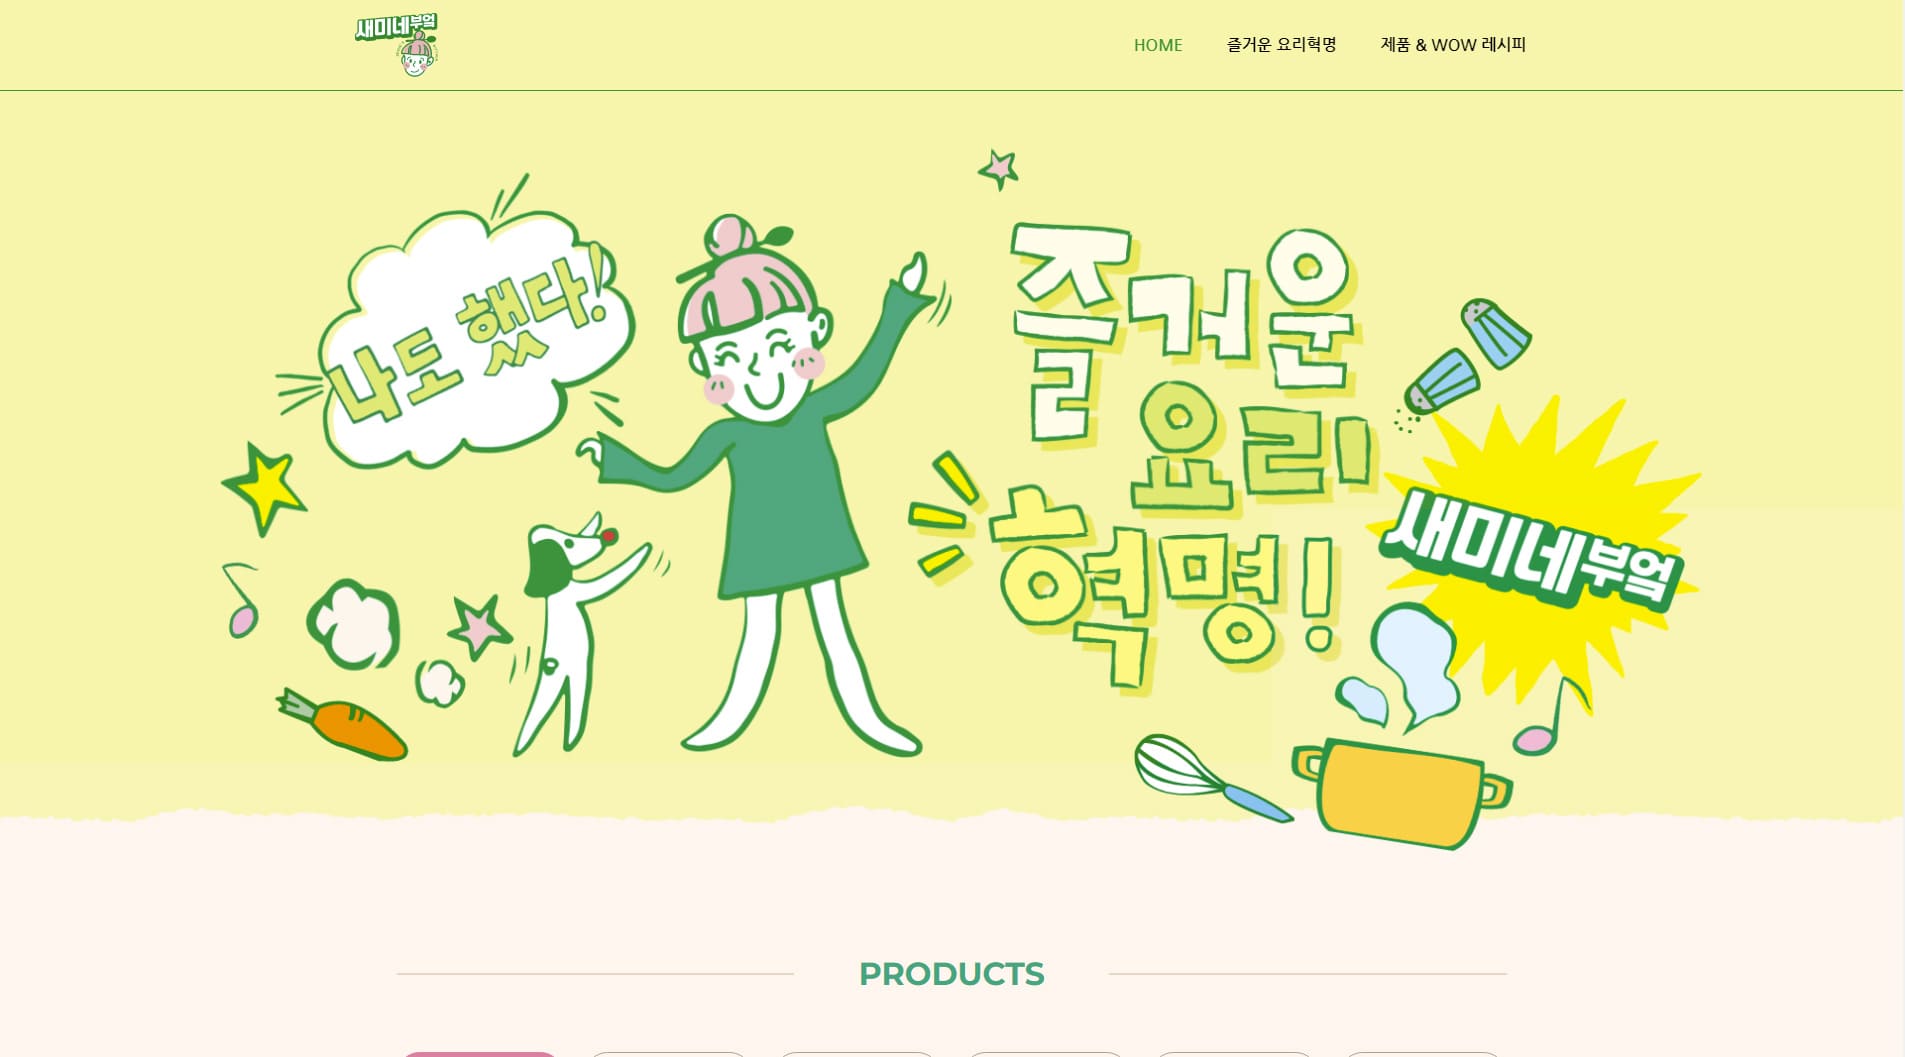 새미네부엌
HOME
즐거운 요리혁명
제품 & WOW 레시피
나도 했다!
즐거운
요리
혁명!
새미네부엌
PRODUCTS